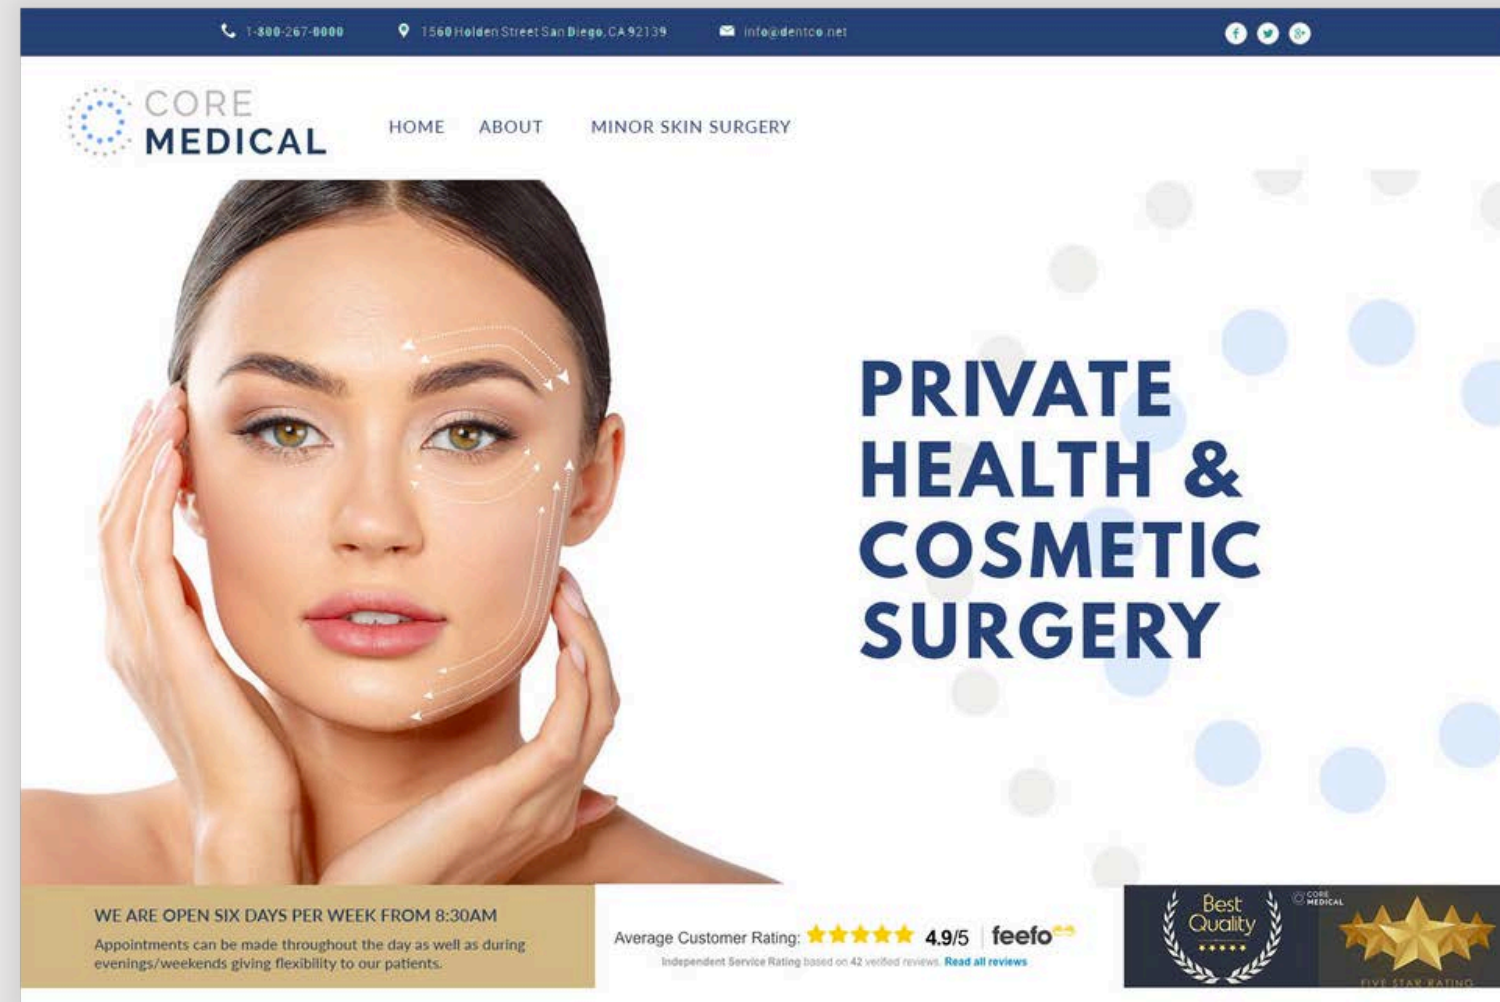 1-800-267-0000
1560 Holden Street San Diego, CA 92139
info@dentco.net
CORE
MEDICAL
HOME ABOUT MINOR SKIN SURGERY
PRIVATE
HEALTH &
COSMETIC
SURGERY
WE ARE OPEN SIX DAYS PER WEEK FROM 8:30AM
Appointments can be made throughout the day as well as during
evenings/weekends giving flexibility to our patients.
Average Customer Rating: 4.9/5 feefo
Independent Service Rating based on 42 verified reviews. Read all reviews
Best
Quality
CORE
MEDICAL
FIVE STAR RATING